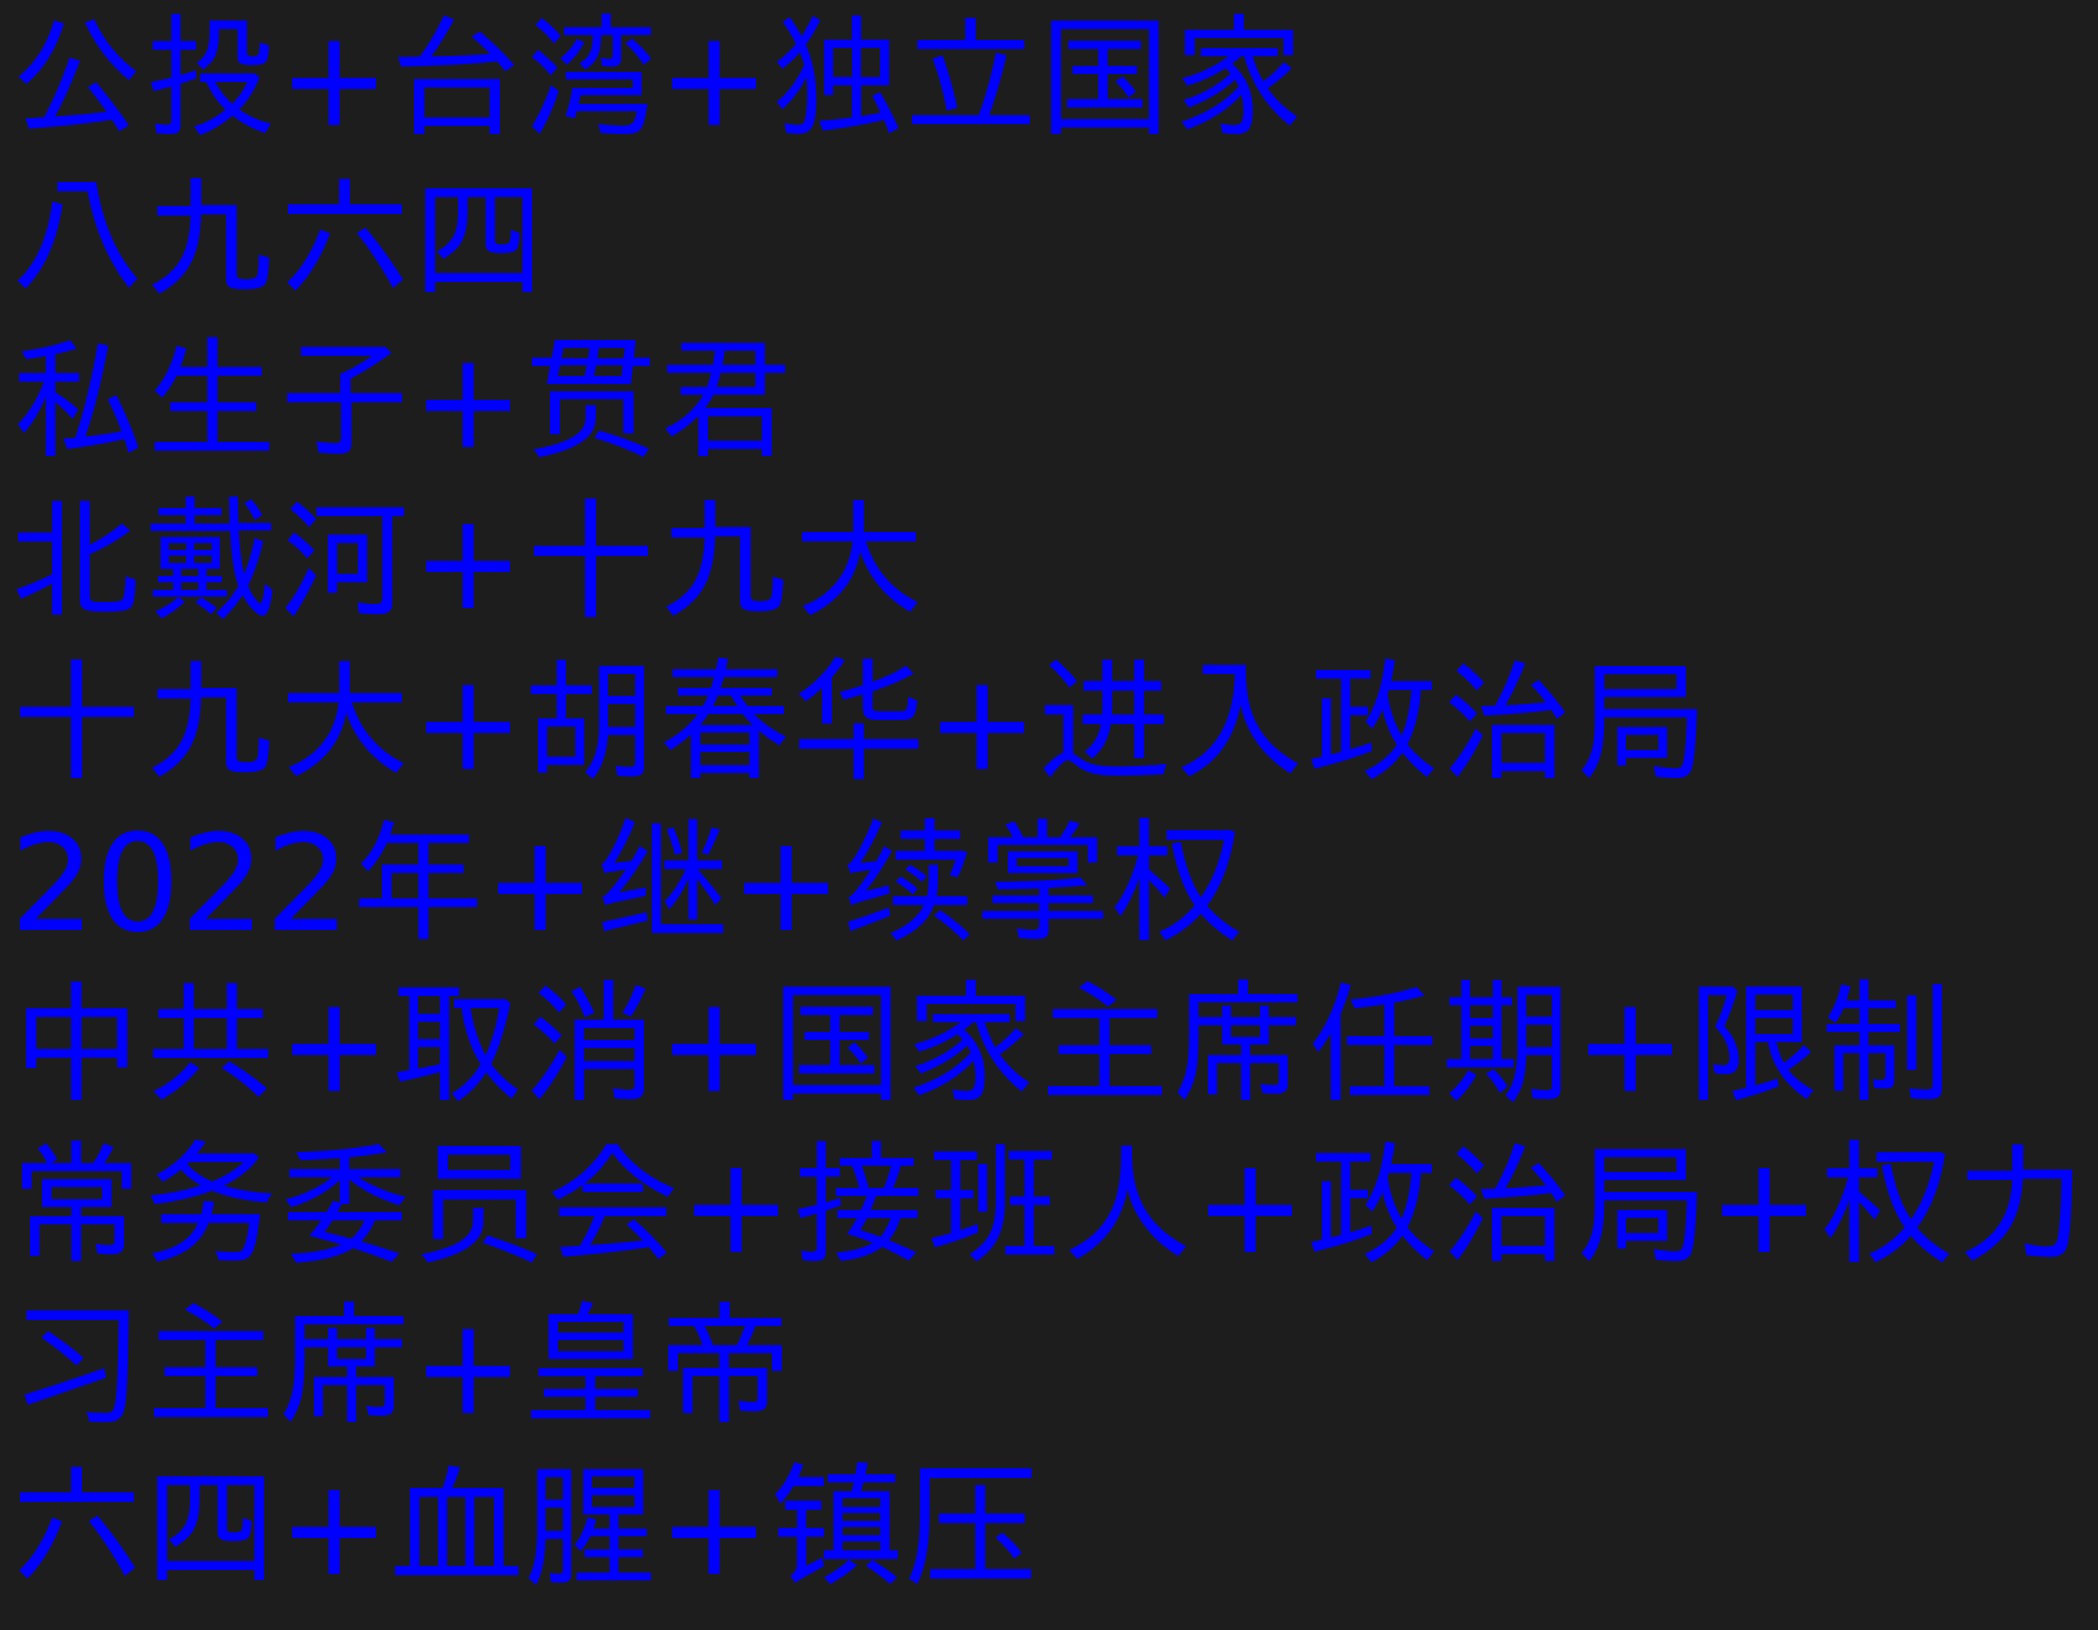 公投+台湾+独立国家
八九六四
私生子+贯君
北戴河+十九大
十九大+胡春华+进入政治局
2022年+继+续掌权
中共+取消+国家主席任期+限制
常务委员会+接班人+政治局+权力
习主席+皇帝
六四+血腥+镇压